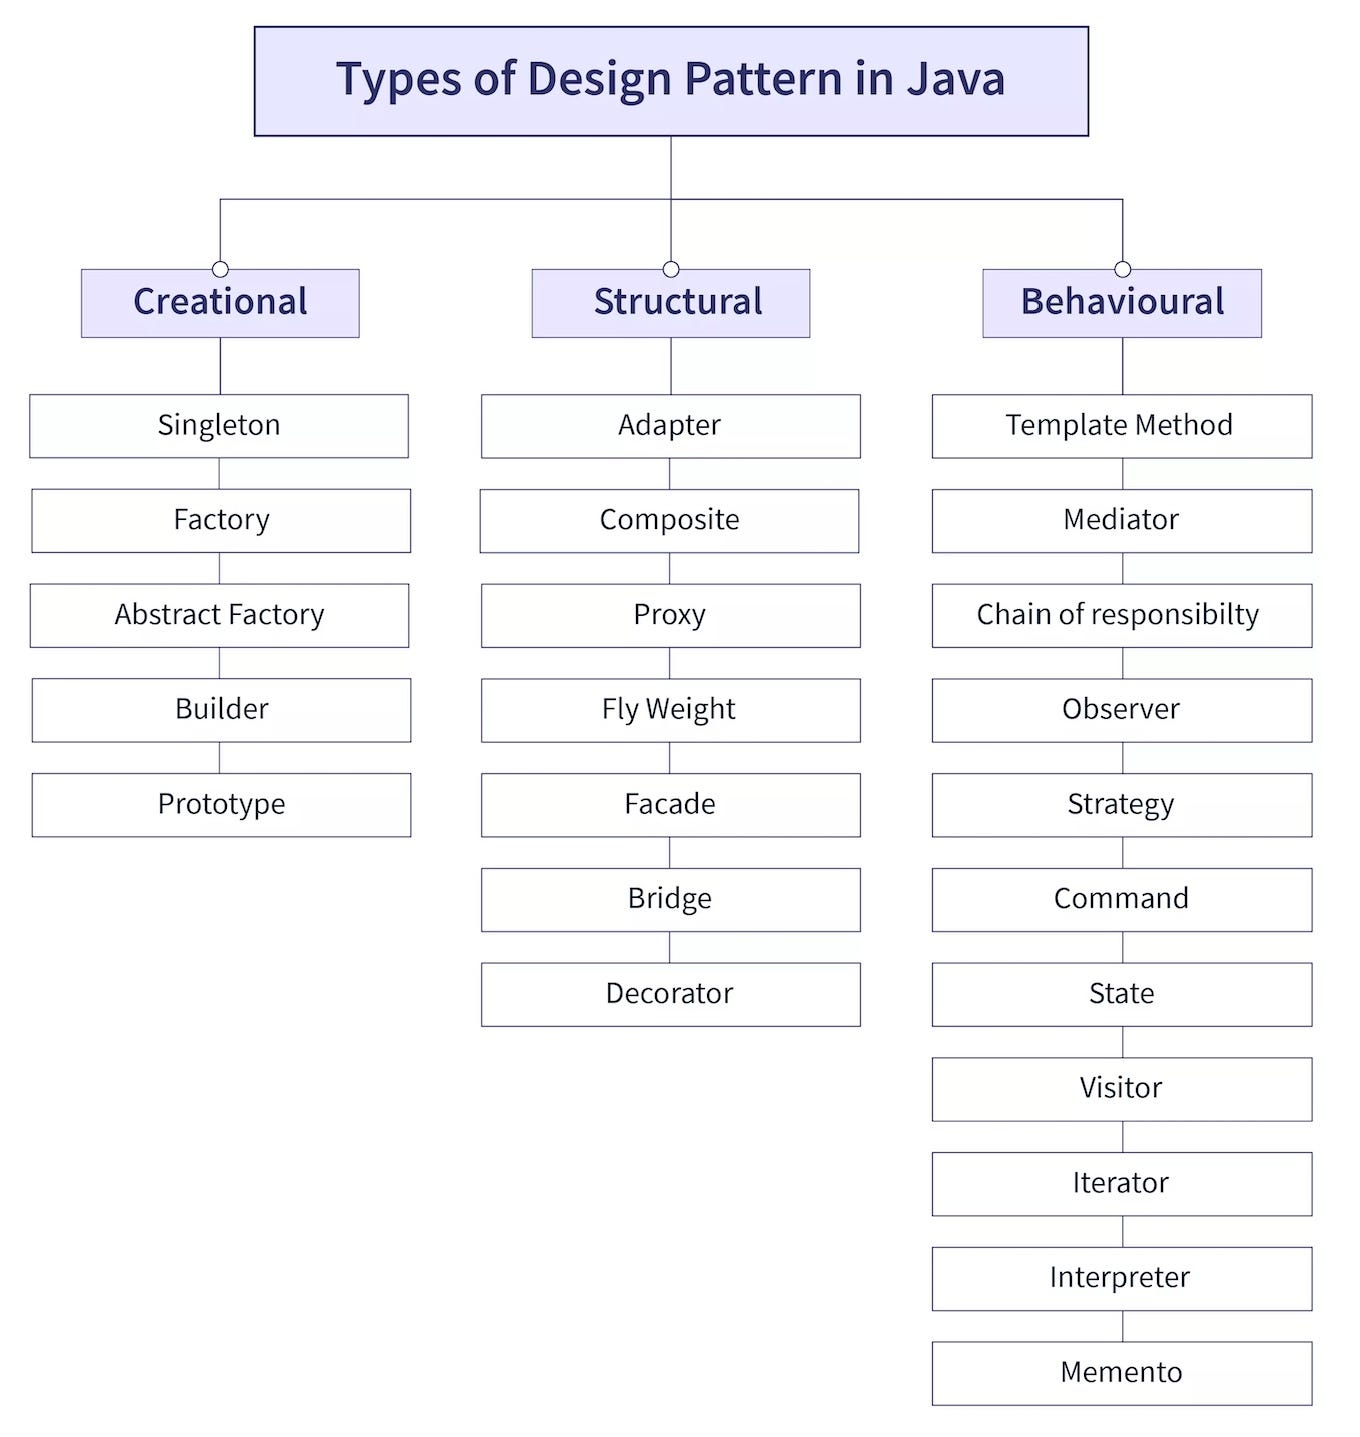 Types of Design Pattern in Java
Creational
Structural
Behavioural
Singleton
Factory
Abstract Factory
Builder
Prototype
Adapter
Composite
Proxy
Fly Weight
Facade
Bridge
Decorator
Template Method
Mediator
Chain of responsibilty
Observer
Strategy
Command
State
Visitor
Iterator
Interpreter
Memento